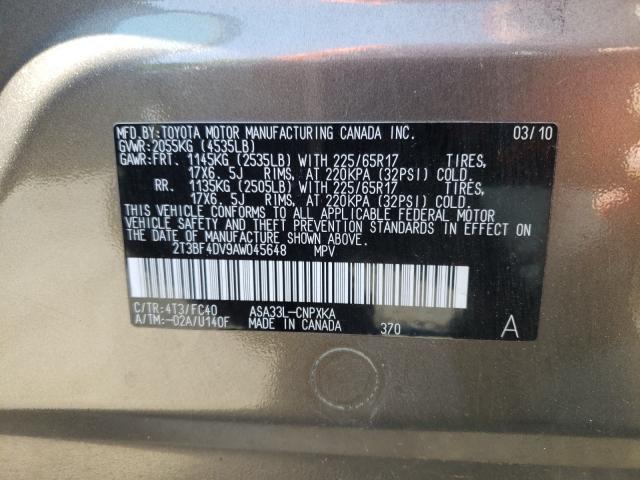 MFD.BY:TOYOTA MOTOR MANUFACTURING CANADA INC. 03/10
GVWR:2055KG (4535LB)
GAWR:FRT. 1145KG (2535LB) WITH 225/65R17 TIRES,
17X6. 5J RIMS, AT 220KPA (32PSI) COLD.
RR. 1135KG (2505LB) WITH 225/65R17 TIRES,
17X6. 5J RIMS, AT 220KPA (32PSI) COLD.
THIS VEHICLE CONFORMS TO ALL APPLICABLE FEDERAL MOTOR
VEHICLE SAFETY AND THEFT PREVENTION STANDARDS IN EFFECT ON
THE DATE OF MANUFACTURE SHOWN ABOVE.
2T3BF4DV9AW045648 MPV
C/TR:4T3/FC40 ASA33L-CNPXKA
A/TM:-02A/U140F MADE IN CANADA 370 A